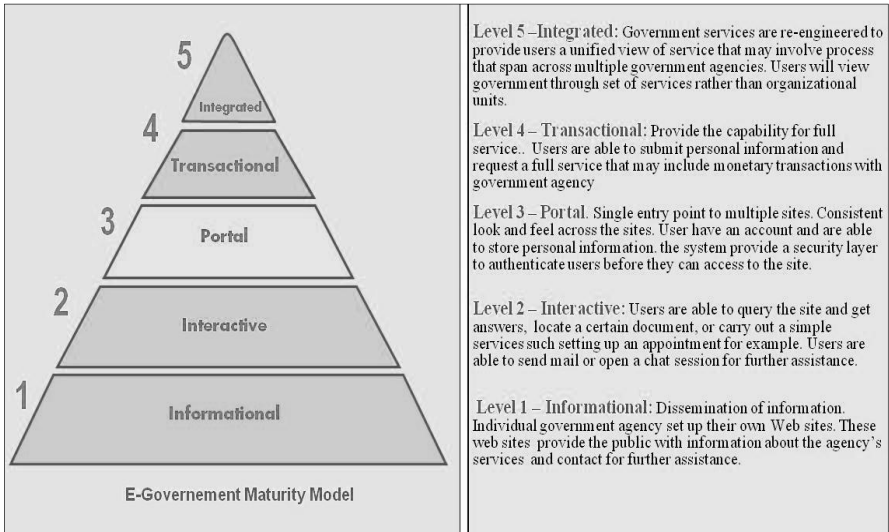 5
Integrated
4
Transactional
3
Portal
2
Interactive
1
Informational
E-Governement Maturity Model
Level 5 –Integrated: Government services are re-engineered to
provide users a unified view of service that may involve process
that span across multiple government agencies. Users will view
government through set of services rather than organizational
units.
Level 4 – Transactional: Provide the capability for full
service.. Users are able to submit personal information and
request a full service that may include monetary transactions with
government agency
Level 3 – Portal. Single entry point to multiple sites. Consistent
look and feel across the sites. User have an account and are able
to store personal information. the system provide a security layer
to authenticate users before they can access to the site.
Level 2 – Interactive: Users are able to query the site and get
answers, locate a certain document, or carry out a simple
services such setting up an appointment for example. Users are
able to send mail or open a chat session for further assistance.
Level 1 – Informational: Dissemination of information.
Individual government agency set up their own Web sites. These
web sites provide the public with information about the agency's
services and contact for further assistance.